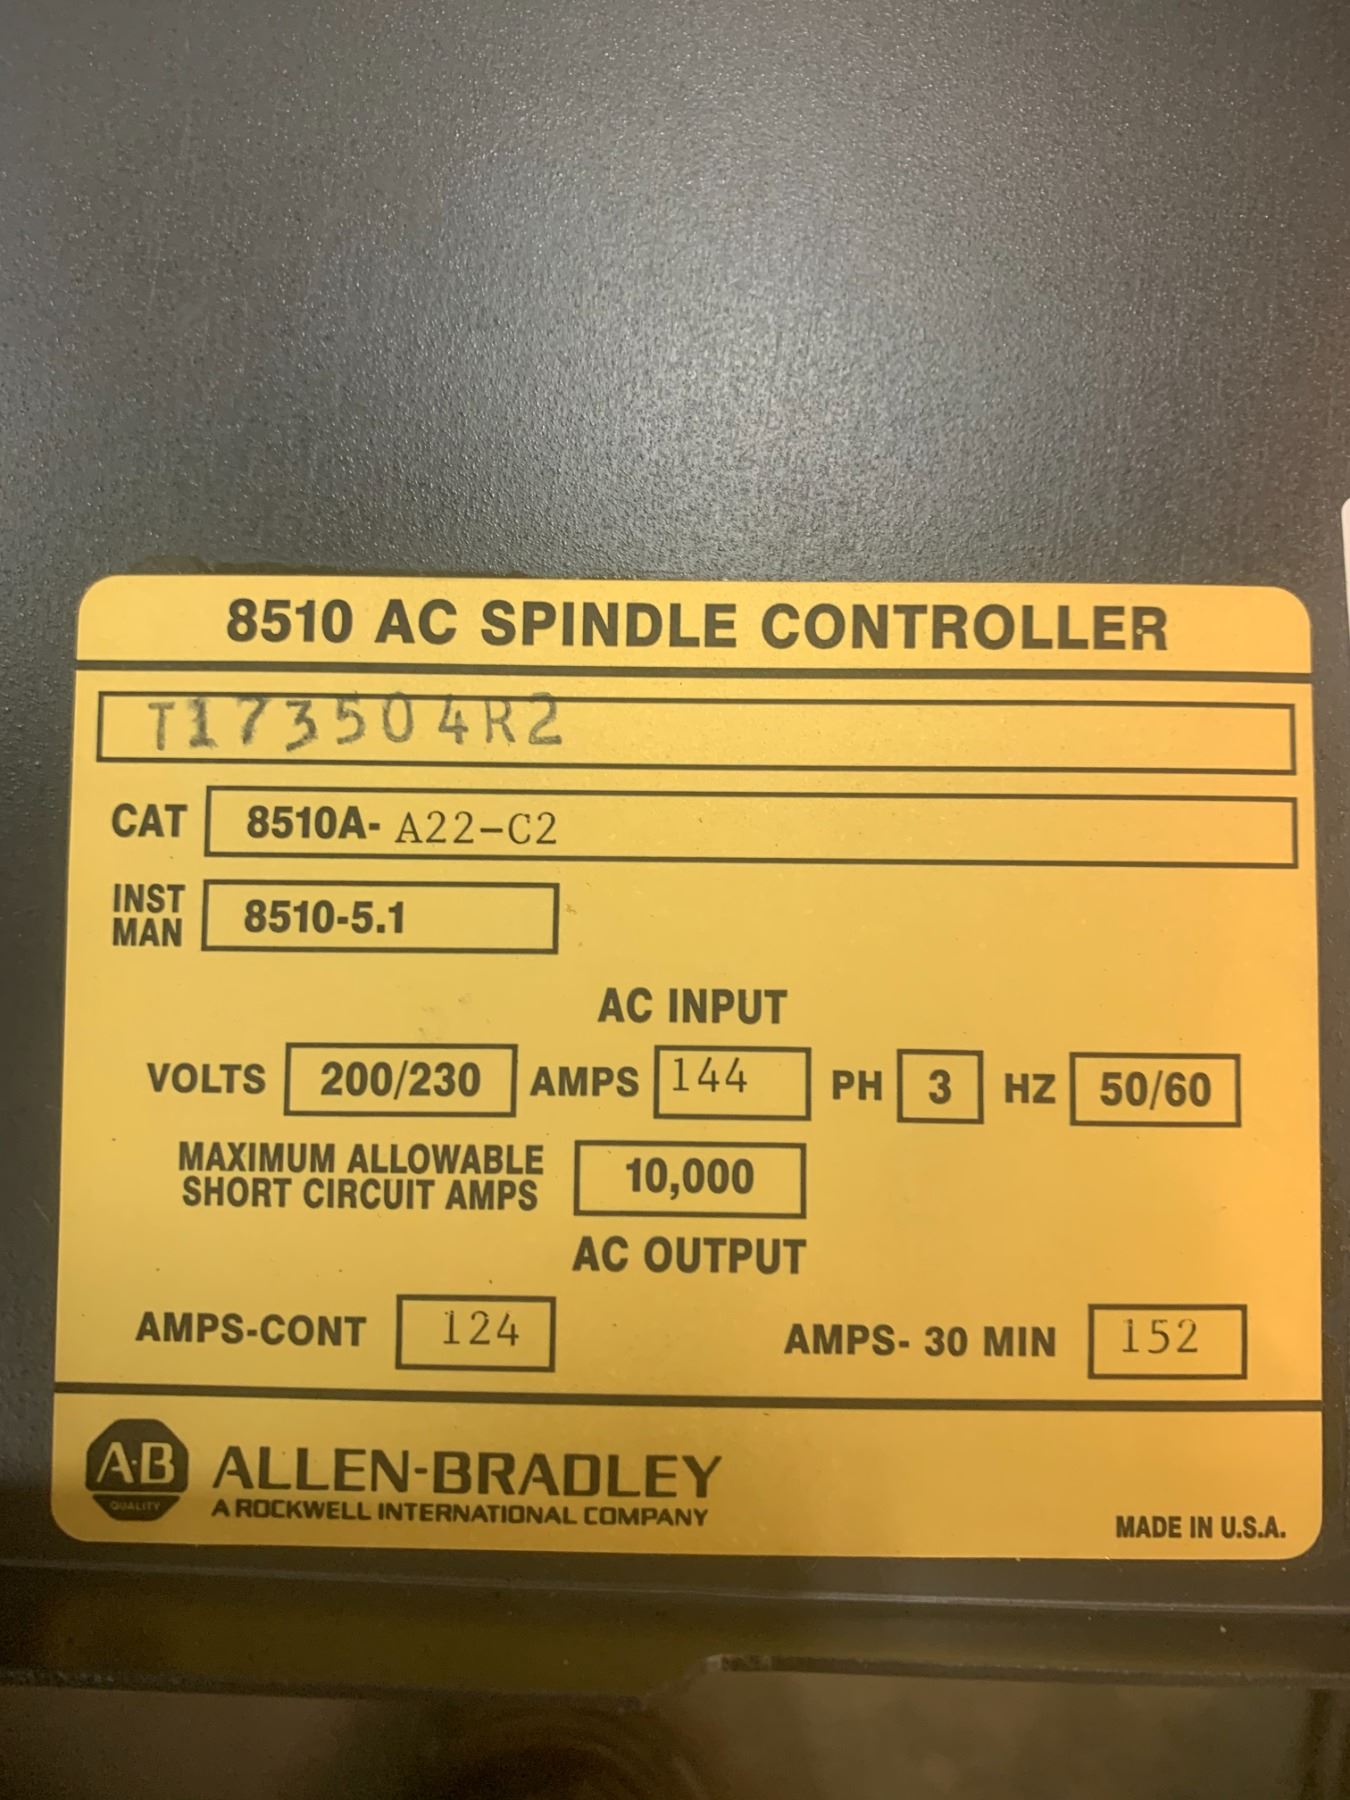 8510 AC SPINDLE CONTROLLER
T173504R2
CAT 8510A- A22-C2
INST MAN 8510-5.1
AC INPUT
VOLTS 200/230 AMPS 144 PH 3 HZ 50/60
MAXIMUM ALLOWABLE
SHORT CIRCUIT AMPS 10,000
AC OUTPUT
AMPS-CONT 124 AMPS- 30 MIN 152
A·B QUALITY ALLEN-BRADLEY
A ROCKWELL INTERNATIONAL COMPANY
MADE IN U.S.A.